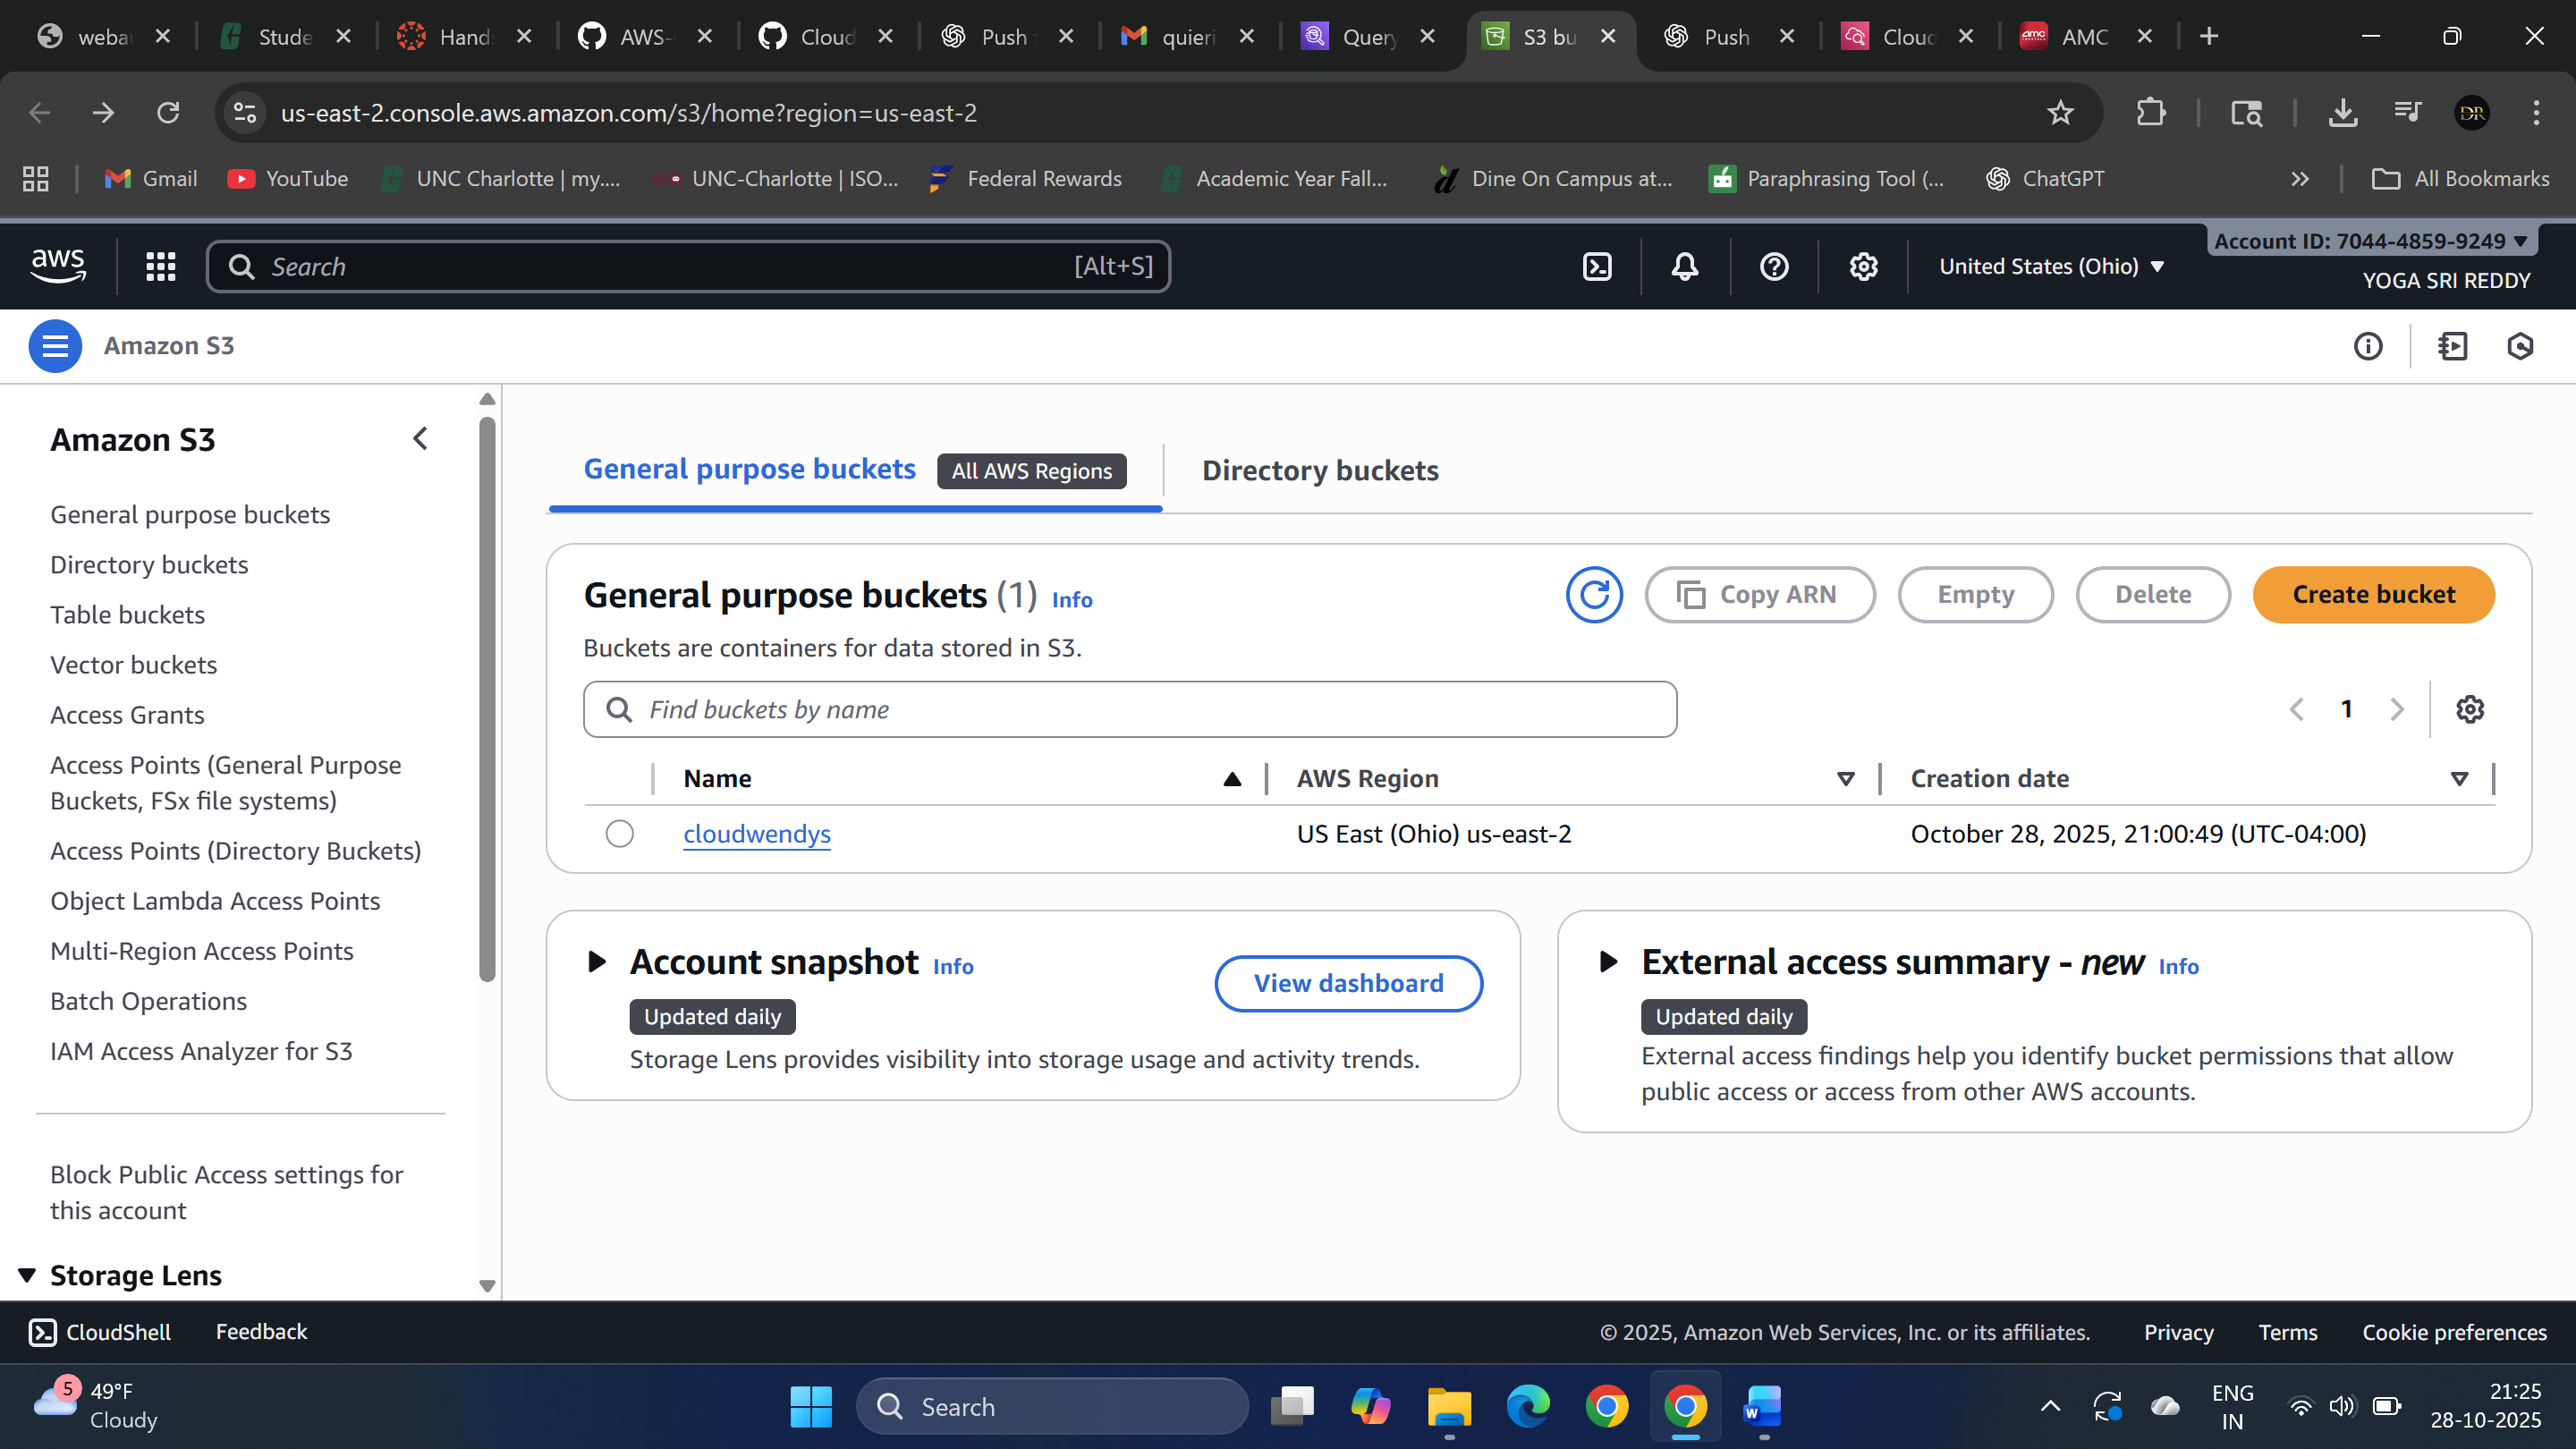 webau
Stude
Hands
AWS-
Cloud
Push
quieri
Query
S3 bu
Push
Cloud
AMC
us-east-2.console.aws.amazon.com/s3/home?region=us-east-2
DR
Gmail
YouTube
UNC Charlotte | my....
UNC-Charlotte | ISO...
Federal Rewards
Academic Year Fall...
Dine On Campus at...
Paraphrasing Tool (...
ChatGPT
All Bookmarks
aws
Search
[Alt+S]
United States (Ohio)
Account ID: 7044-4859-9249
YOGA SRI REDDY
Amazon S3
Amazon S3
General purpose buckets
Directory buckets
Table buckets
Vector buckets
Access Grants
Access Points (General Purpose
Buckets, FSx file systems)
Access Points (Directory Buckets)
Object Lambda Access Points
Multi-Region Access Points
Batch Operations
IAM Access Analyzer for S3
Block Public Access settings for
this account
Storage Lens
General purpose buckets All AWS Regions
Directory buckets
General purpose buckets (1) Info
Copy ARN
Empty
Delete
Create bucket
Buckets are containers for data stored in S3.
Find buckets by name
1
Name AWS Region Creation date
cloudwendys US East (Ohio) us-east-2 October 28, 2025, 21:00:49 (UTC-04:00)
Account snapshot Info
View dashboard
Updated daily
Storage Lens provides visibility into storage usage and activity trends.
External access summary - new Info
Updated daily
External access findings help you identify bucket permissions that allow
public access or access from other AWS accounts.
CloudShell
Feedback
© 2025, Amazon Web Services, Inc. or its affiliates.
Privacy
Terms
Cookie preferences
5
49°F
Cloudy
Search
ENG
IN
21:25
28-10-2025